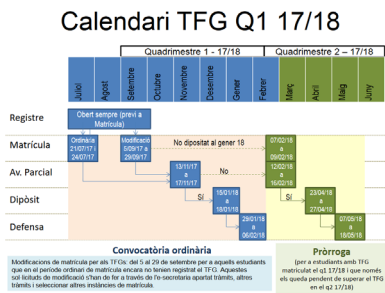 Calendari TFG Q1 17/18
Quadrimestre 1 - 17/18
Quadrimestre 2 – 17/18
Juliol
Agost
Setembre
Octubre
Novembre
Desembre
Gener
Febrer
Març
Abril
Maig
Juny
Registre
Obert sempre (previ a
Matrícula)
Matrícula
Ordinària
21/07/17 i
24/07/17
Modificació
5/09/17 a
29/09/17
No dipositat al gener 18
07/02/18
a
09/02/18
Av. Parcial
13/11/17
a
17/11/17
No
12/02/18
a
16/02/18
Dipòsit
Sí
15/01/18
a
18/01/18
Sí
23/04/18
a
27/04/18
Defensa
29/01/18
a
06/02/18
07/05/18
a
18/05/18
Convocatòria ordinària
Modificacions de matrícula pels TFGs: del 5 al 29 de setembre per a aquells estudiants
que en el període ordinari de matrícula encara no tenien registrat el TFG. Aquestes
sol·licituds de modificació s'han de fer a través de l'e-secretaria apartat tràmits, altres
tràmits i seleccionar altres instàncies de matrícula.
Pròrroga
(per a estudiants amb TFG
matriculat el q1 17/18 i que només
els queda pendent de superar el TFG
en el q2 17/18)